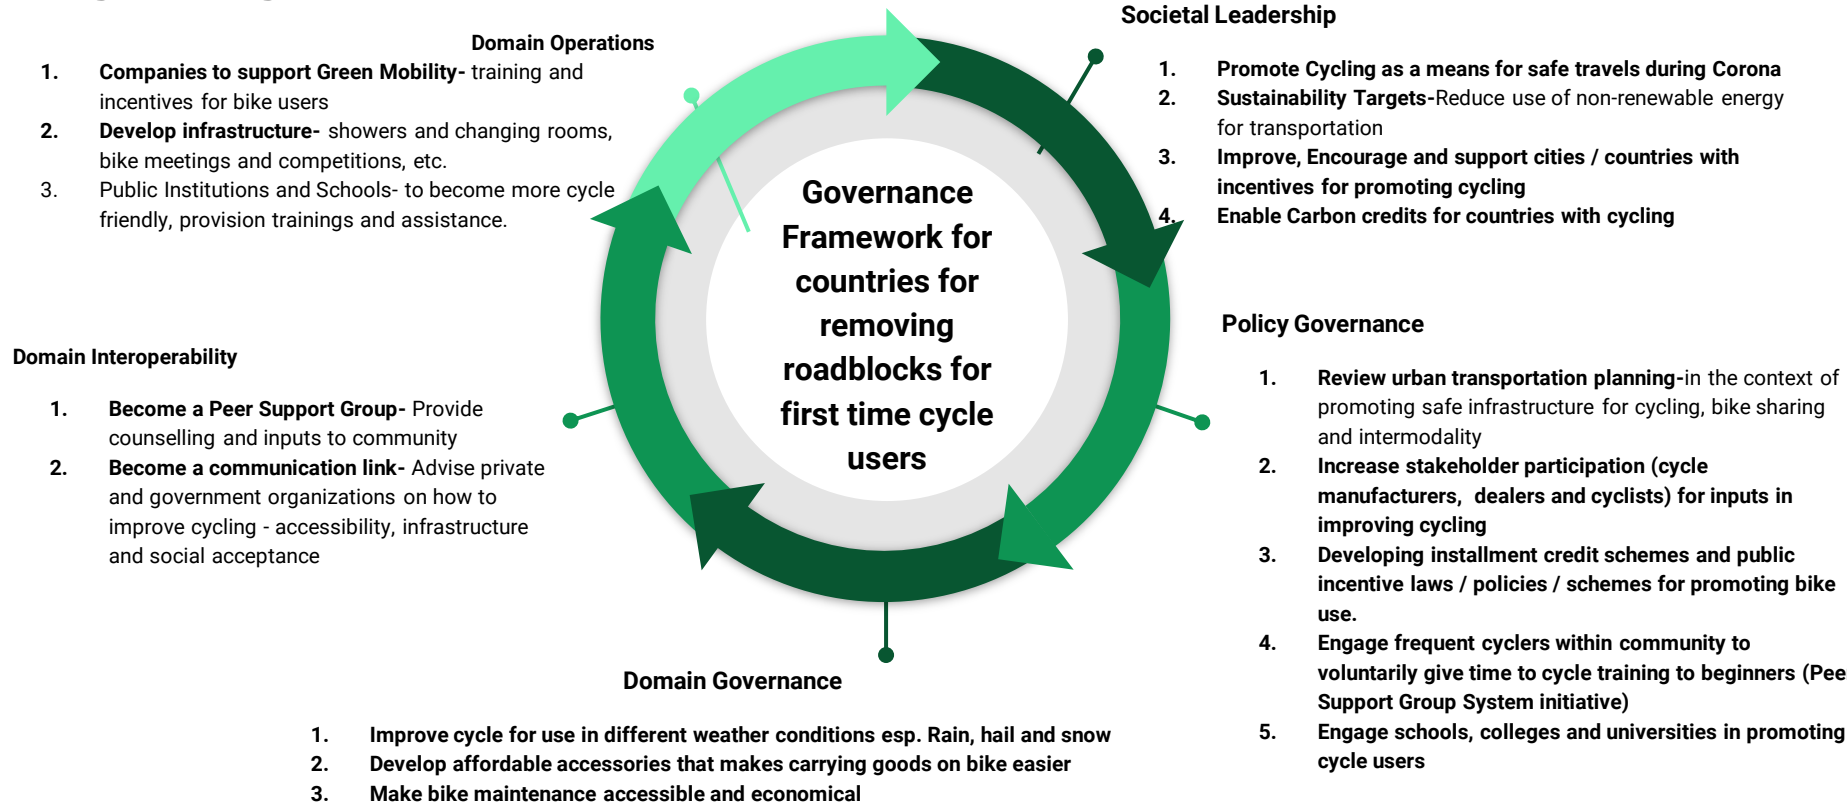 Domain Operations
1. Companies to support Green Mobility- training and
incentives for bike users
2. Develop infrastructure- showers and changing rooms,
bike meetings and competitions, etc.
3. Public Institutions and Schools- to become more cycle
friendly, provision trainings and assistance.
Societal Leadership
1. Promote Cycling as a means for safe travels during Corona
2. Sustainability Targets-Reduce use of non-renewable energy
for transportation
3. Improve, Encourage and support cities / countries with
incentives for promoting cycling
4. Enable Carbon credits for countries with cycling
Governance
Framework for
countries for
removing
roadblocks for
first time cycle
users
Domain Interoperability
1. Become a Peer Support Group- Provide
counselling and inputs to community
2. Become a communication link- Advise private
and government organizations on how to
improve cycling - accessibility, infrastructure
and social acceptance
Policy Governance
1. Review urban transportation planning-in the context of
promoting safe infrastructure for cycling, bike sharing
and intermodality
2. Increase stakeholder participation (cycle
manufacturers, dealers and cyclists) for inputs in
improving cycling
3. Developing installment credit schemes and public
incentive laws / policies / schemes for promoting bike
use.
4. Engage frequent cyclers within community to
voluntarily give time to cycle training to beginners (Pee
Support Group System initiative)
5. Engage schools, colleges and universities in promoting
cycle users
Domain Governance
1. Improve cycle for use in different weather conditions esp. Rain, hail and snow
2. Develop affordable accessories that makes carrying goods on bike easier
3. Make bike maintenance accessible and economical